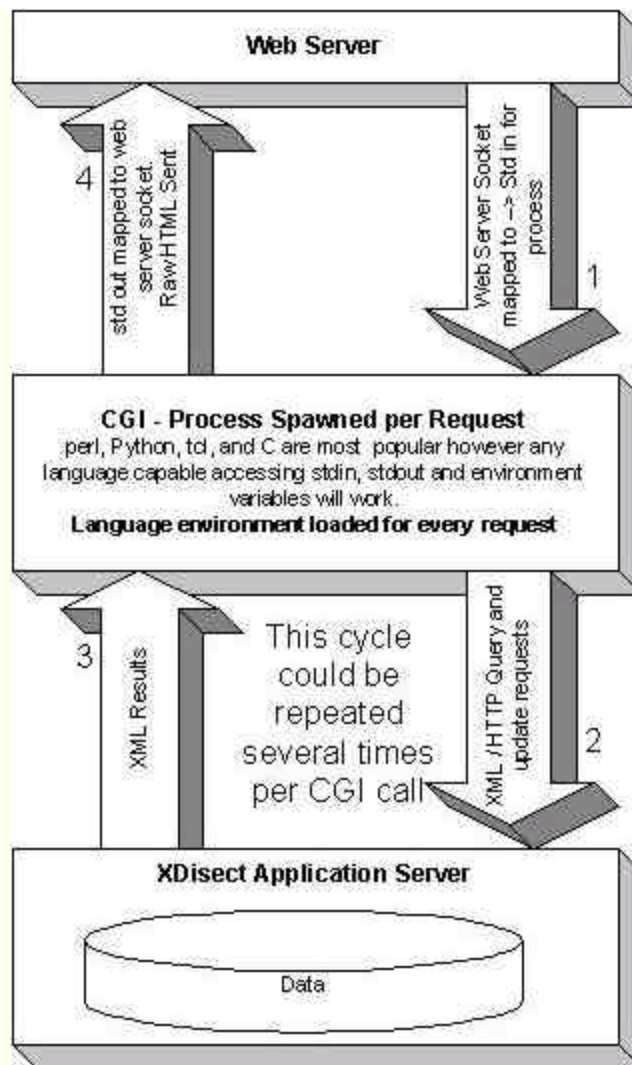 Web Server
4
std out mapped to web
server socket.
Raw HTML Sent
Web Server Socket
mapped to --> Std in for
process
1
CGI - Process Spawned per Request
perl, Python, tcl, and C are most popular however any
language capable accessing stdin, stdout and environment
variables will work.
Language environment loaded for every request
3
XML Results
This cycle
could be
repeated
several times
per CGI call
XML /HTTP Query and
update requests
2
XDisect Application Server
Data